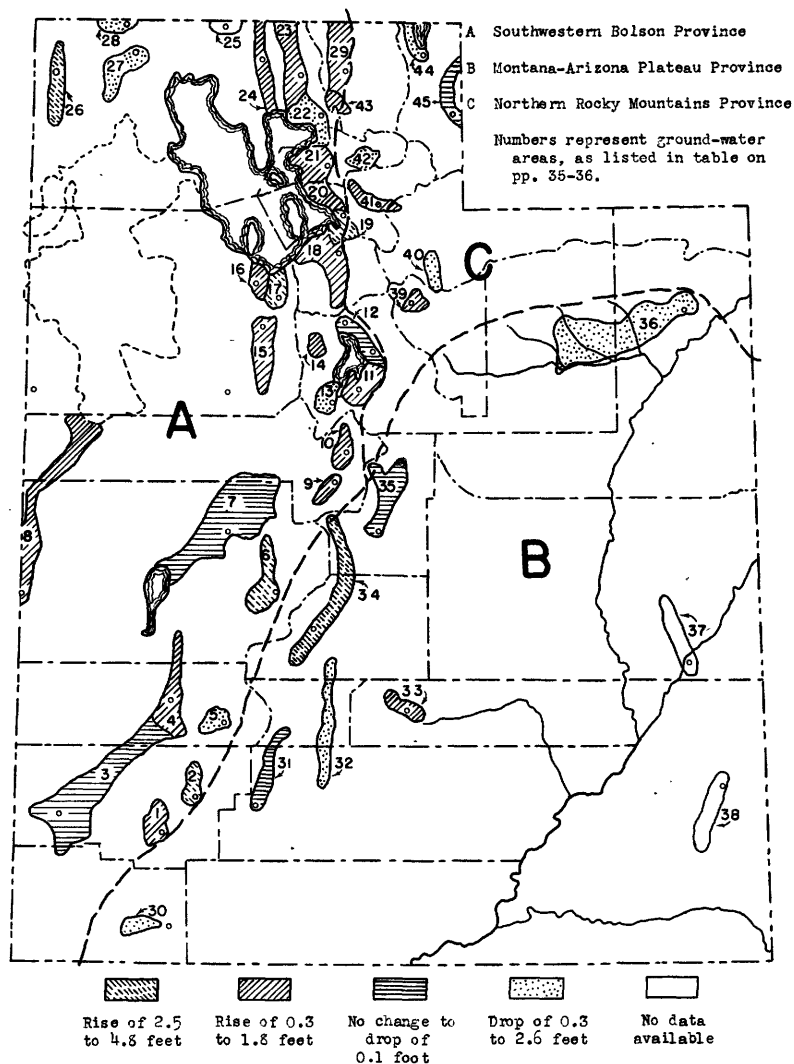 A Southwestern Bolson Province
B Montana-Arizona Plateau Province
C Northern Rocky Mountains Province
Numbers represent ground-water
areas, as listed in table on
pp. 35-36.
28
25
23
29
27
26
44
24
45
43
22
21
42
20
41
19
18
40
C
16
17
39
12
36
15
14
11
13
A
10
9
35
7
8
6
B
34
37
33
5
4
3
2
31
32
1
38
30
Rise of 2.5
to 4.8 feet
Rise of 0.3
to 1.8 feet
No change to
drop of
0.1 foot
Drop of 0.3
to 2.6 feet
No data
available